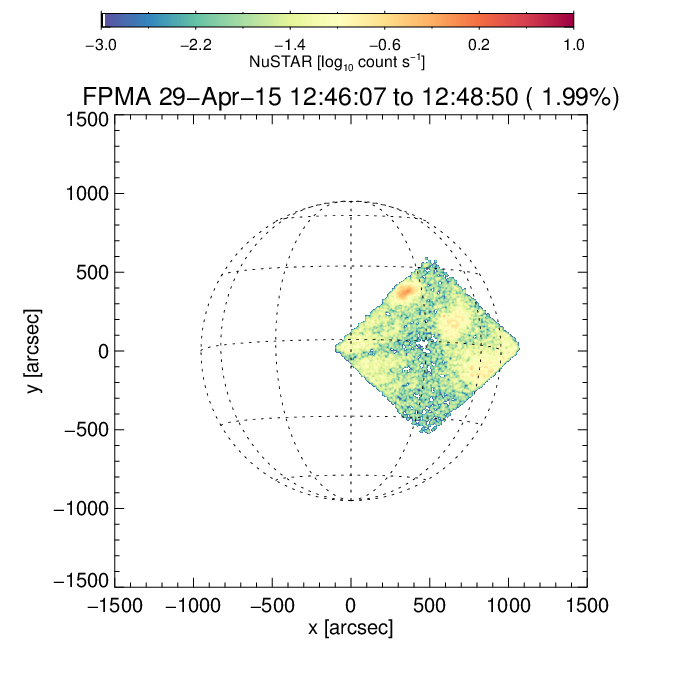 −3.0 −2.2 −1.4 −0.6 0.2 1.0
NuSTAR [log₁₀ count s⁻¹]
FPMA 29−Apr−15 12:46:07 to 12:48:50 ( 1.99%)
1500
1000
500
0
−500
−1000
−1500
y [arcsec]
−1500 −1000 −500 0 500 1000 1500
x [arcsec]